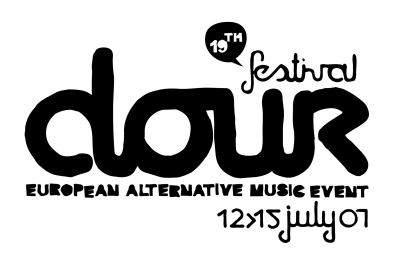 19TH
festival
dour
EUROPEAN ALTERNATIVE MUSIC EVENT
12>15 july 07